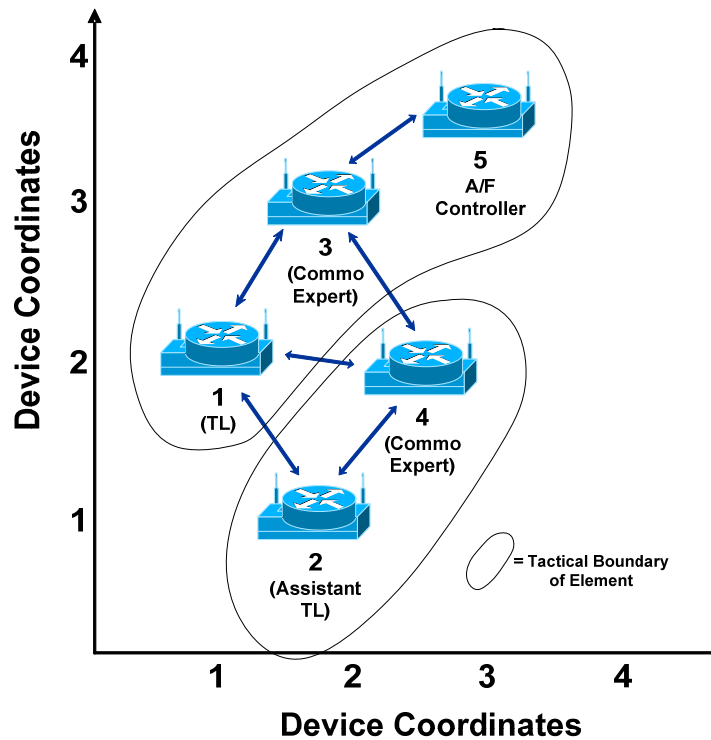 4
5
A/F
Controller
3
3
(Commo
Expert)
Device Coordinates
2
1
(TL)
4
(Commo
Expert)
1
2
(Assistant
TL)
= Tactical Boundary
of Element
1
2
3
4
Device Coordinates